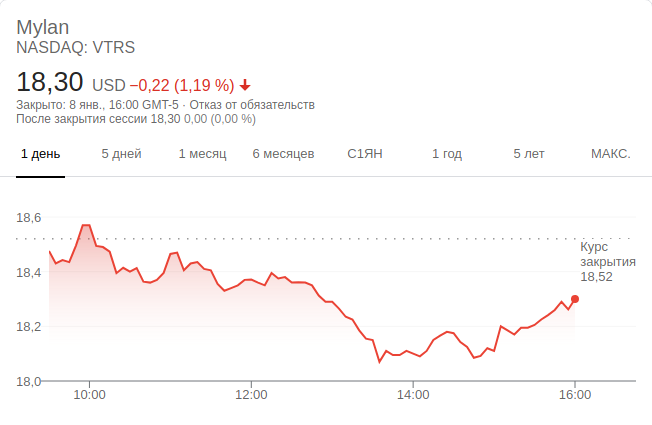 Mylan
NASDAQ: VTRS
18,30 USD −0,22 (1,19 %)
Закрыто: 8 янв., 16:00 GMT-5 · Отказ от обязательств
После закрытия сессии 18,30 0,00 (0,00 %)
1 день 5 дней 1 месяц 6 месяцев С1ЯН 1 год 5 лет МАКС.
18,6
Курс
закрытия
18,52
18,4
18,2
18,0
10:00 12:00 14:00 16:00